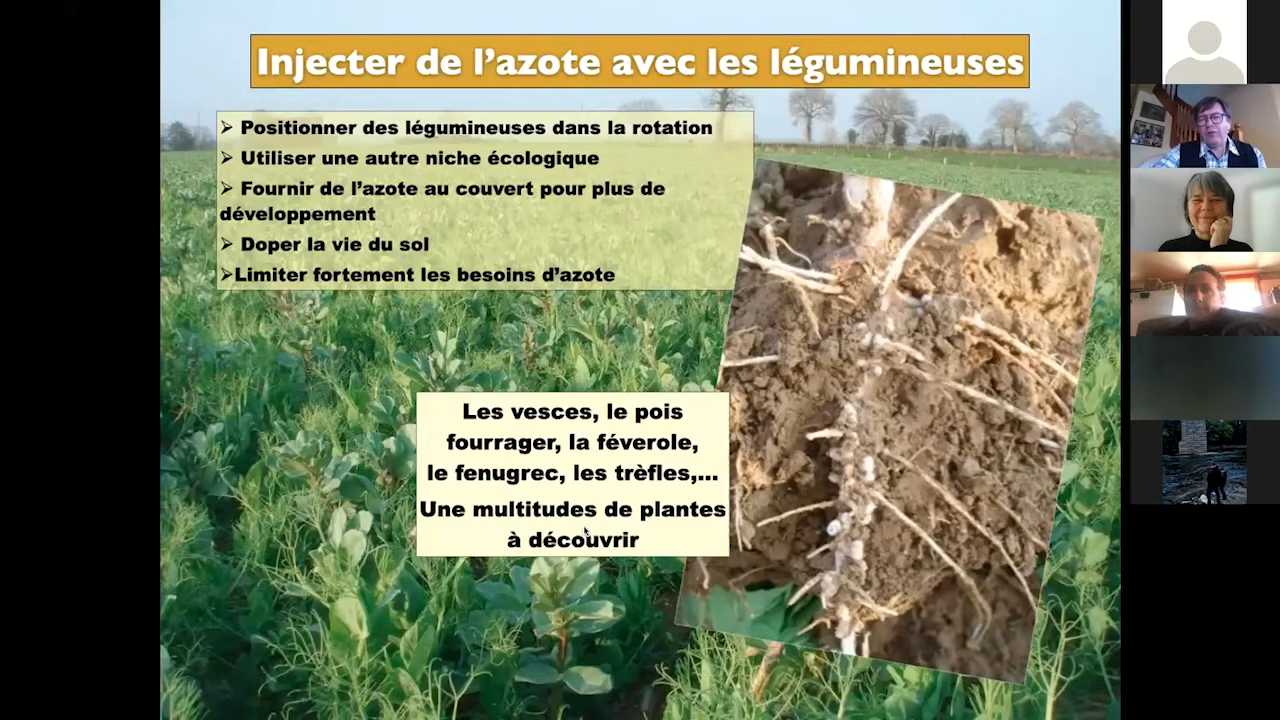 Injecter de l’azote avec les légumineuses
➢ Positionner des légumineuses dans la rotation
➢ Utiliser une autre niche écologique
➢ Fournir de l’azote au couvert pour plus de
développement
➢ Doper la vie du sol
➢Limiter fortement les besoins d’azote
Les vesces, le pois
fourrager, la féverole,
le fenugrec, les trèfles,...
Une multitudes de plantes
à découvrir